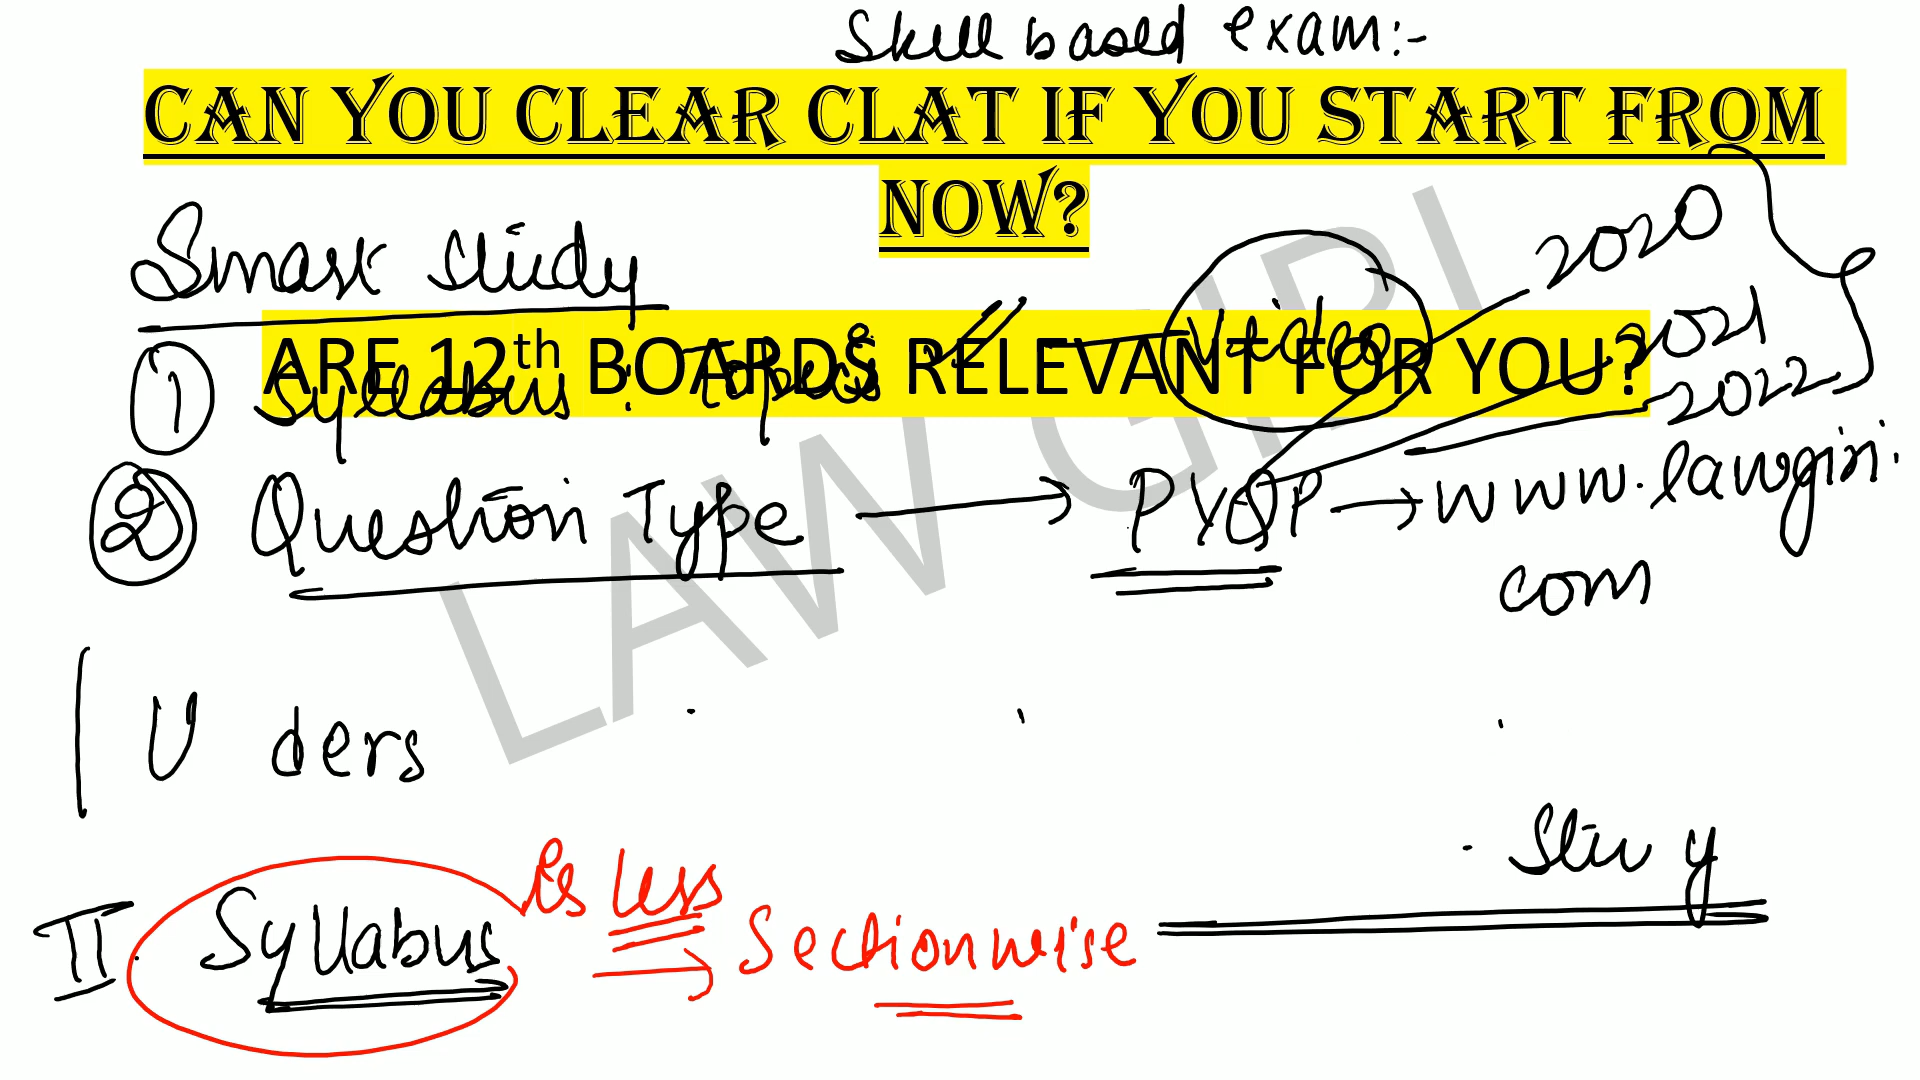 Skill based exam:-
CAN YOU CLEAR CLAT IF YOU START FROM
NOW?
Smart study
2020
ARE 12th BOARDS RELEVANT FOR YOU?
① Syllabus : topics video 2021
2022
② Question Type → PYQP → www.lawgiri.
com
LAW GIRI
U ders
Stu y
II. Syllabus is less → Sectionwise